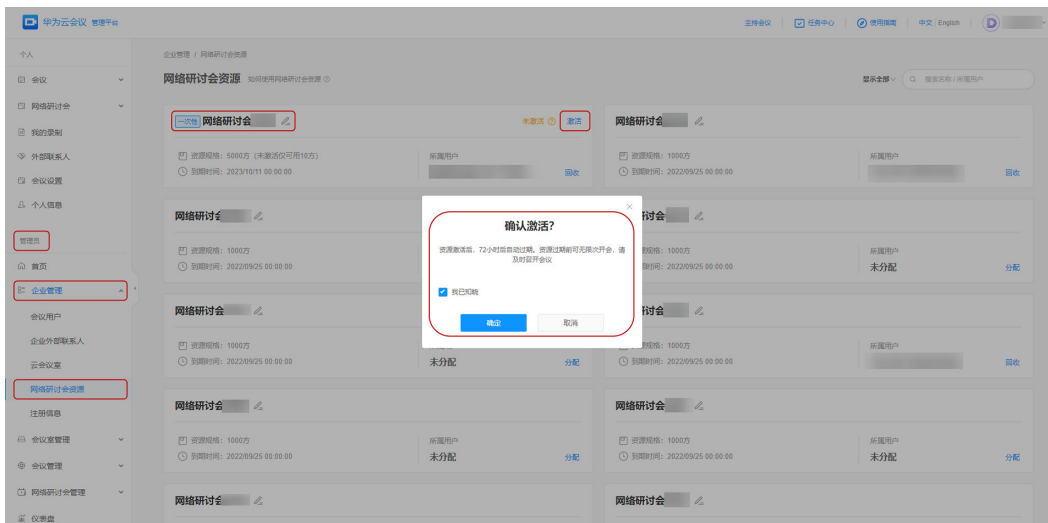 华为云会议 管理平台
主持会议 任务中心 使用指南 中文 English
个人
会议
网络研讨会
我的录制
外部联系人
会议设置
个人信息
管理员
首页
企业管理
会议用户
企业外部联系人
云会议室
网络研讨会资源
注册信息
会议室管理
会议管理
网络研讨会管理
仪表盘
企业管理 / 网络研讨会资源
网络研讨会资源 如何使用网络研讨会资源
显示全部 搜索名称/所属用户
一次性 网络研讨会 未激活 激活
资源规格：5000方（未激活仅可用10方） 所属用户
到期时间：2023/10/11 00:00:00 回收
网络研讨会
资源规格：1000方 所属用户
到期时间：2022/09/25 00:00:00 回收
网络研讨会
资源规格：1000方
到期时间：2022/09/25 00:00:00
研讨会
规格：1000方 所属用户
时间：2022/09/25 00:00:00 未分配 分配
确认激活?
资源激活后，72小时后自动过期。资源过期前可无限次开会，请
及时召开会议
我已知晓
确定 取消
网络研讨会
资源规格：1000方
到期时间：2022/09/25 00:00:00 未分配 分配
网络研讨会
资源规格：1000方 所属用户
到期时间：2022/09/25 00:00:00 回收
网络研讨会
资源规格：1000方 所属用户
到期时间：2022/09/25 00:00:00 未分配 分配
网络研讨会
资源规格：1000方 所属用户
到期时间：2022/09/25 00:00:00 未分配 分配
网络研讨会
网络研讨会